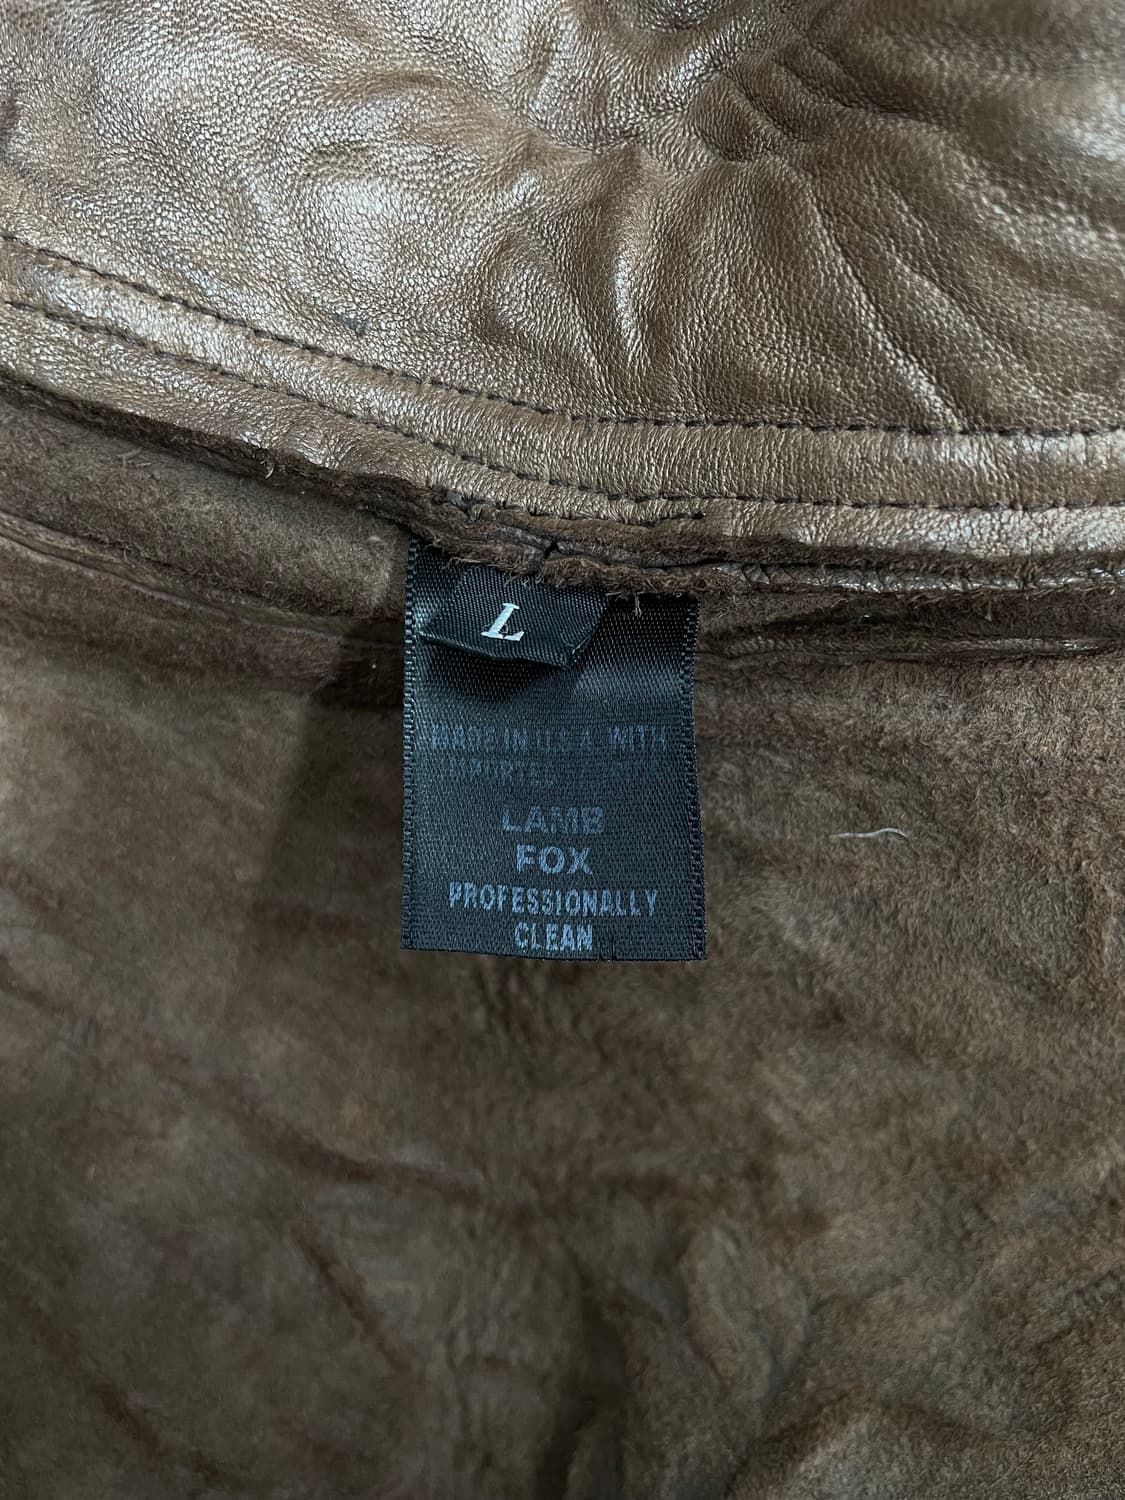 L
MADE IN U.S.A. WITH
IMPORTED
LAMB
FOX
PROFESSIONALLY
CLEAN